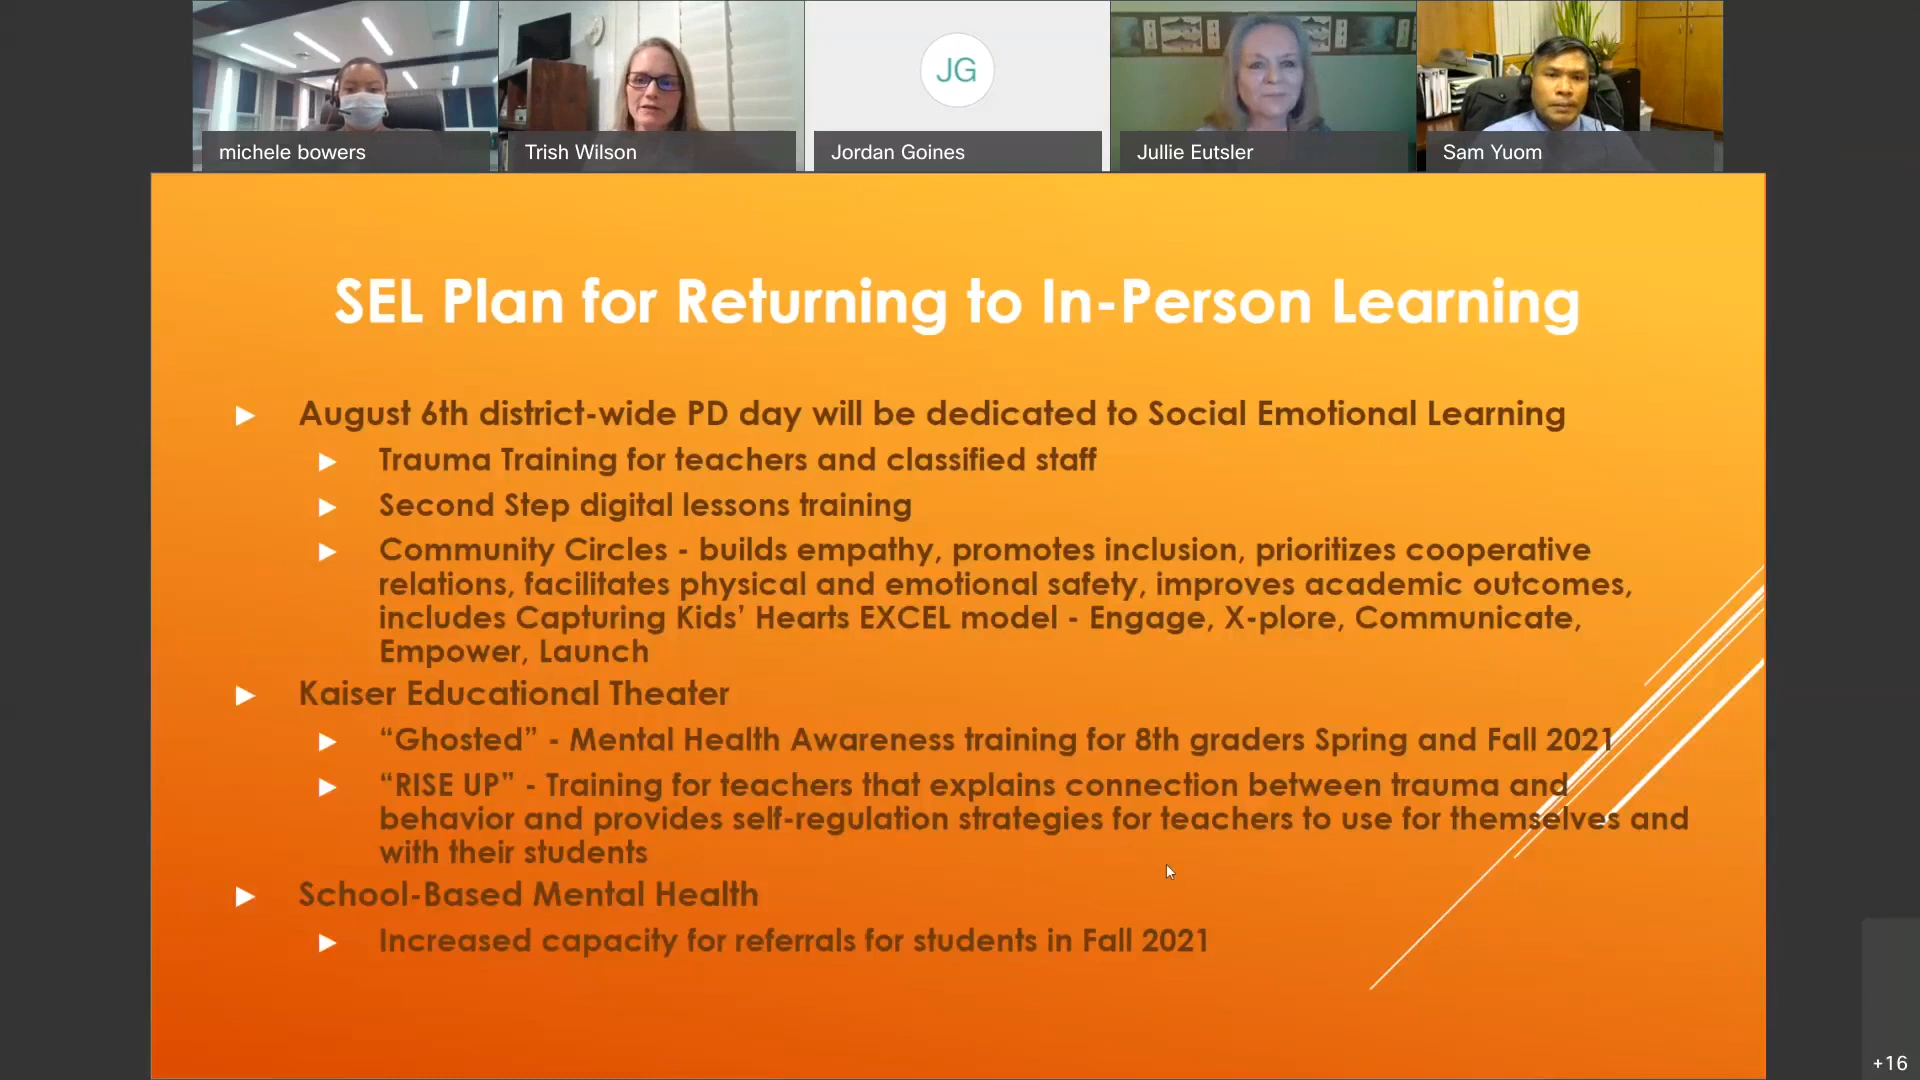 JG
michele bowers
Trish Wilson
Jordan Goines
Jullie Eutsler
Sam Yuom
SEL Plan for Returning to In-Person Learning
August 6th district-wide PD day will be dedicated to Social Emotional Learning
Trauma Training for teachers and classified staff
Second Step digital lessons training
Community Circles - builds empathy, promotes inclusion, prioritizes cooperative
relations, facilitates physical and emotional safety, improves academic outcomes,
includes Capturing Kids’ Hearts EXCEL model - Engage, X-plore, Communicate,
Empower, Launch
Kaiser Educational Theater
“Ghosted” - Mental Health Awareness training for 8th graders Spring and Fall 2021
“RISE UP” - Training for teachers that explains connection between trauma and
behavior and provides self-regulation strategies for teachers to use for themselves and
with their students
School-Based Mental Health
Increased capacity for referrals for students in Fall 2021
+16